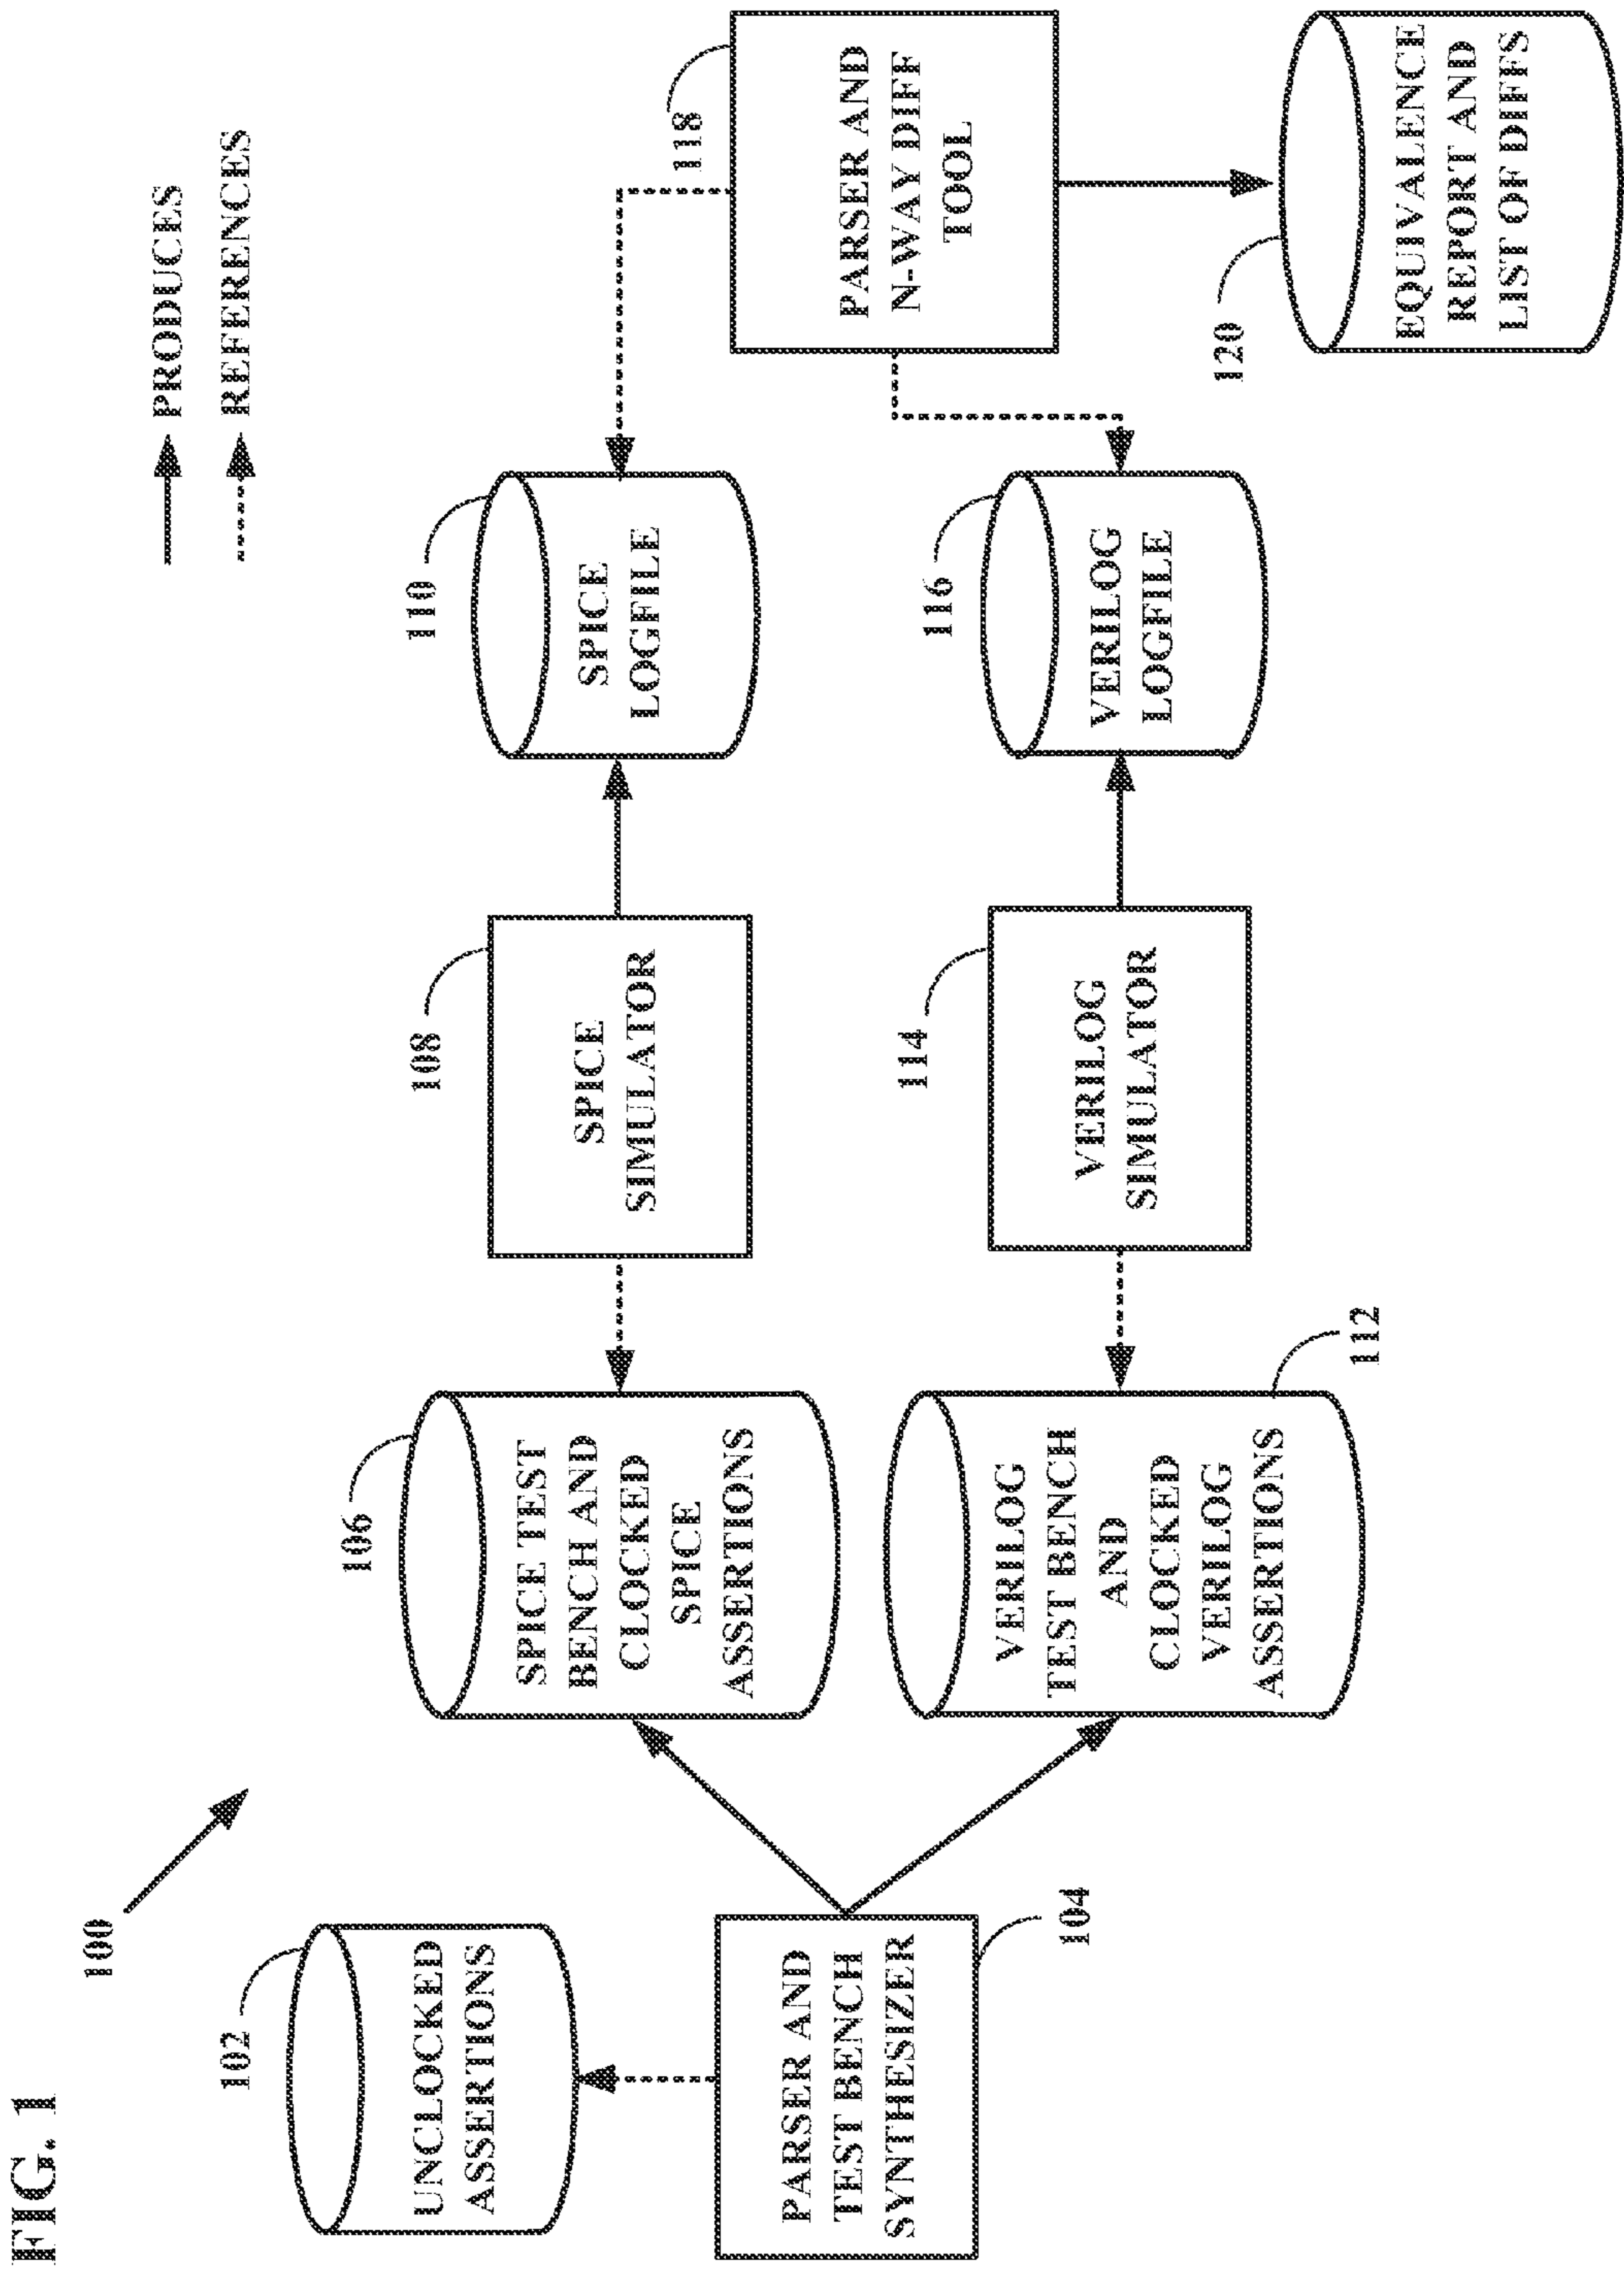 FIG. 1
100
PRODUCES
REFERENCES
102
UNCLOCKED
ASSERTIONS
PARSER AND
TEST BENCH
SYNTHESIZER
104
106
SPICE TEST
BENCH AND
CLOCKED
SPICE
ASSERTIONS
108
SPICE
SIMULATOR
110
SPICE
LOGFILE
VERILOG
TEST BENCH
AND
CLOCKED
VERILOG
ASSERTIONS
112
114
VERILOG
SIMULATOR
116
VERILOG
LOGFILE
118
PARSER AND
N-WAY DIFF
TOOL
120
EQUIVALENCE
REPORT AND
LIST OF DIFFS